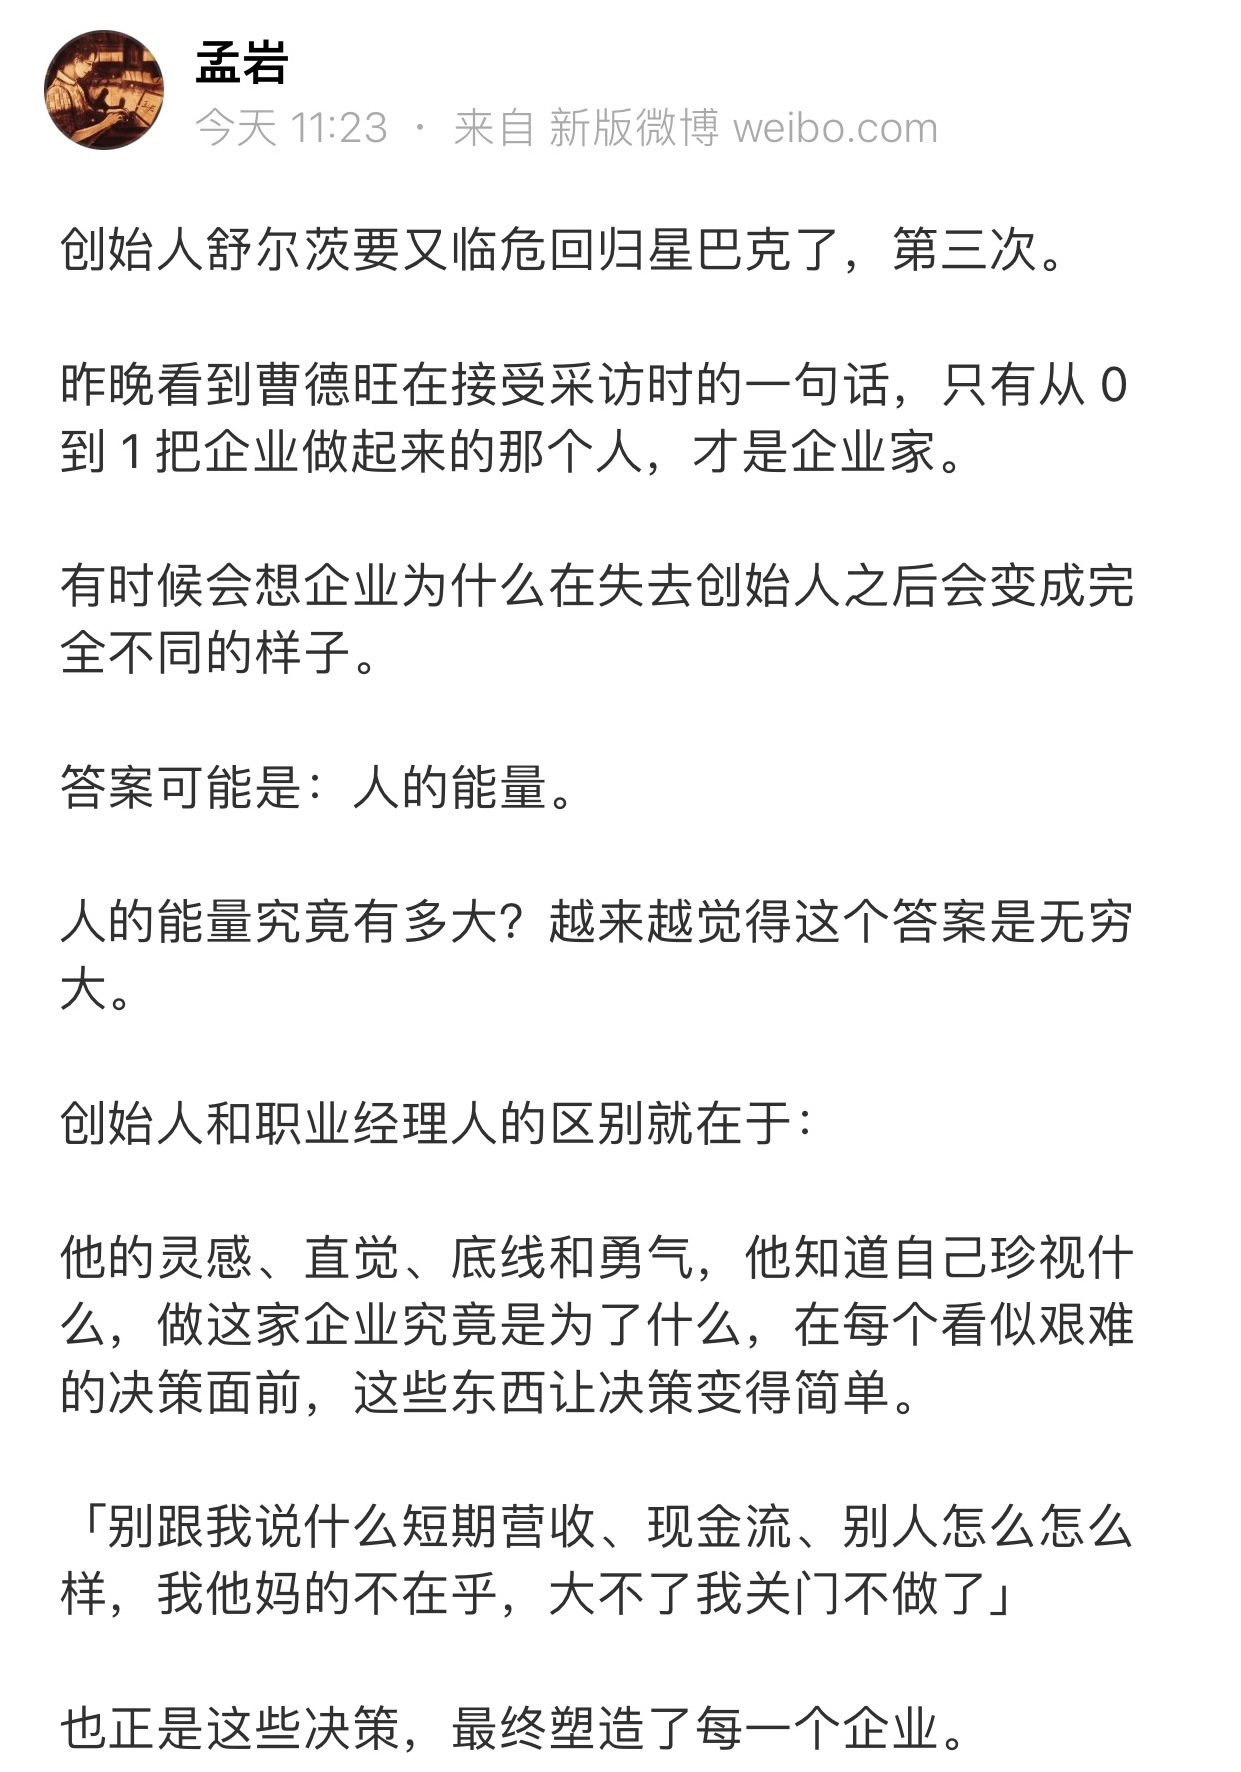 孟岩
今天 11:23 · 来自 新版微博 weibo.com
创始人舒尔茨要又临危回归星巴克了，第三次。
昨晚看到曹德旺在接受采访时的一句话，只有从 0
到 1 把企业做起来的那个人，才是企业家。
有时候会想企业为什么在失去创始人之后会变成完
全不同的样子。
答案可能是：人的能量。
人的能量究竟有多大？越来越觉得这个答案是无穷
大。
创始人和职业经理人的区别就在于：
他的灵感、直觉、底线和勇气，他知道自己珍视什
么，做这家企业究竟是为了什么，在每个看似艰难
的决策面前，这些东西让决策变得简单。
「别跟我说什么短期营收、现金流、别人怎么怎么
样，我他妈的不在乎，大不了我关门不做了」
也正是这些决策，最终塑造了每一个企业。